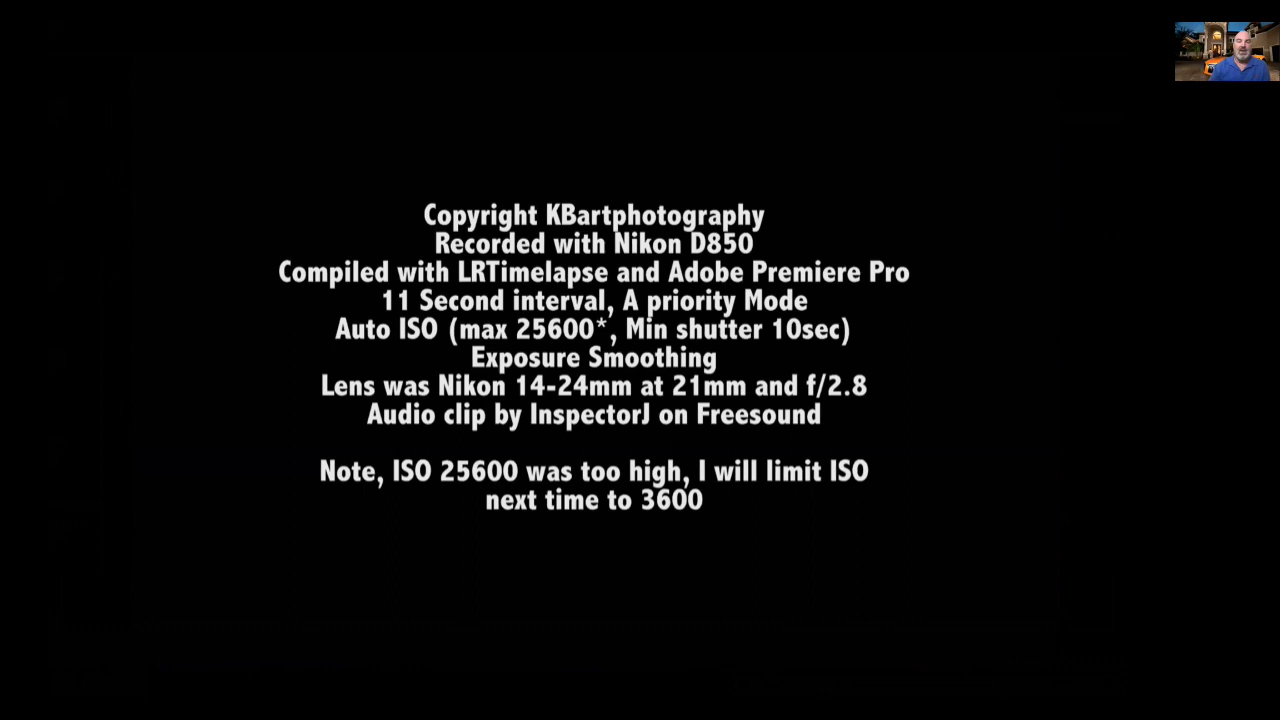 Copyright KBartphotography
Recorded with Nikon D850
Compiled with LRTimelapse and Adobe Premiere Pro
11 Second interval, A priority Mode
Auto ISO (max 25600*, Min shutter 10sec)
Exposure Smoothing
Lens was Nikon 14-24mm at 21mm and f/2.8
Audio clip by InspectorJ on Freesound
Note, ISO 25600 was too high, I will limit ISO
next time to 3600